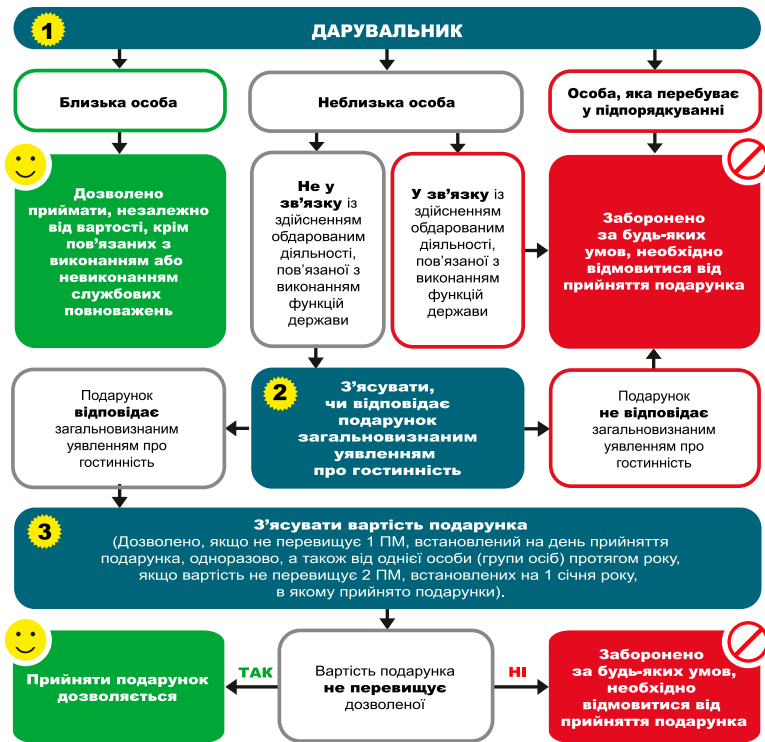 1
ДАРУВАЛЬНИК
Близька особа
Неблизька особа
Особа, яка перебуває
у підпорядкуванні
Дозволено
приймати, незалежно
від вартості, крім
пов’язаних з
виконанням або
невиконанням
службових
повноважень
Не у
зв’язку із
здійсненням
обдарованим
діяльності,
пов’язаної з
виконанням
функцій
держави
У зв’язку із
здійсненням
обдарованим
діяльності,
пов’язаної з
виконанням
функцій
держави
Заборонено
за будь-яких
умов, необхідно
відмовитися від
прийняття подарунка
Подарунок
відповідає
загальновизнаним
уявленням про
гостинність
2
З’ясувати,
чи відповідає
подарунок
загальновизнаним
уявленням
про гостинність
Подарунок
не відповідає
загальновизнаним
уявленням про
гостинність
3
З’ясувати вартість подарунка
(Дозволено, якщо не перевищує 1 ПМ, встановлений на день прийняття
подарунка, одноразово, а також від однієї особи (групи осіб) протягом року,
якщо вартість не перевищує 2 ПМ, встановлених на 1 січня року,
в якому прийнято подарунки).
Прийняти подарунок
дозволяється
ТАК
Вартість подарунка
не перевищує
дозволеної
НІ
Заборонено
за будь-яких умов,
необхідно
відмовитися від
прийняття подарунка